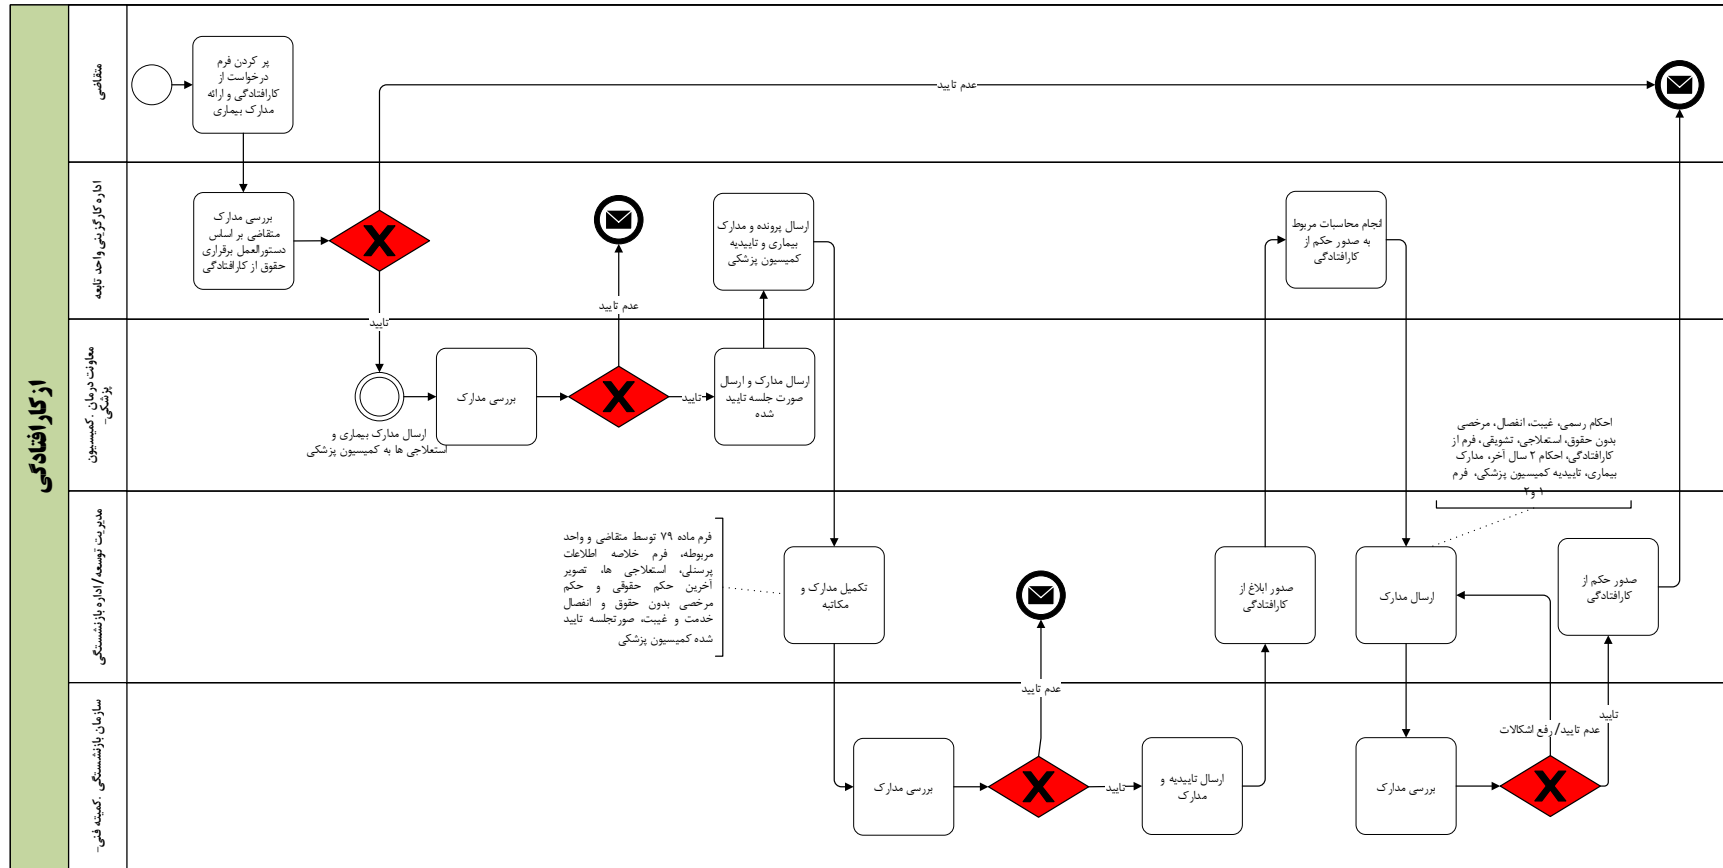 ازکارافتادگی
متقاضی
پر کردن فرم
درخواست از
کارافتادگی و ارائه
مدارک بیماری
عدم تایید
اداره کارگزینی واحد تابعه
بررسی مدارک
متقاضی بر اساس
دستورالعمل برقراری
حقوق از کارافتادگی
تایید
عدم تایید
ارسال پرونده و مدارک
بیماری و تاییدیه
کمیسیون پزشکی
انجام محاسبات مربوط
به صدور حکم از
کارافتادگی
معاونت درمان .کمیسیون
پزشکی-
ارسال مدارک بیماری و
استعلاجی ها به کمیسیون پزشکی
بررسی مدارک
تایید
ارسال مدارک و ارسال
صورت جلسه تایید
شده
احکام رسمی، غیبت، انفصال، مرخصی
بدون حقوق، استعلاجی، تشویقی، فرم از
کارافتادگی، احکام ۲ سال آخر، مدارک
بیماری، تاییدیه کمیسیون پزشکی، فرم
۱ و۲
مدیریت توسعه/اداره بازنشستگی
فرم ماده ۷۹ توسط متقاضی و واحد
مربوطه، فرم خلاصه اطلاعات
پرسنلی، استعلاجی ها، تصویر
آخرین حکم حقوقی و حکم
مرخصی بدون حقوق و انفصال
خدمت و غیبت، صورتجلسه تایید
شده کمیسیون پزشکی
تکمیل مدارک و
مکاتبه
صدور ابلاغ از
کارافتادگی
ارسال مدارک
صدور حکم از
کارافتادگی
سازمان بازنشستگی .کمیته فنی-
بررسی مدارک
عدم تایید
تایید
ارسال تاییدیه و
مدارک
بررسی مدارک
عدم تایید/رفع اشکالات
تایید